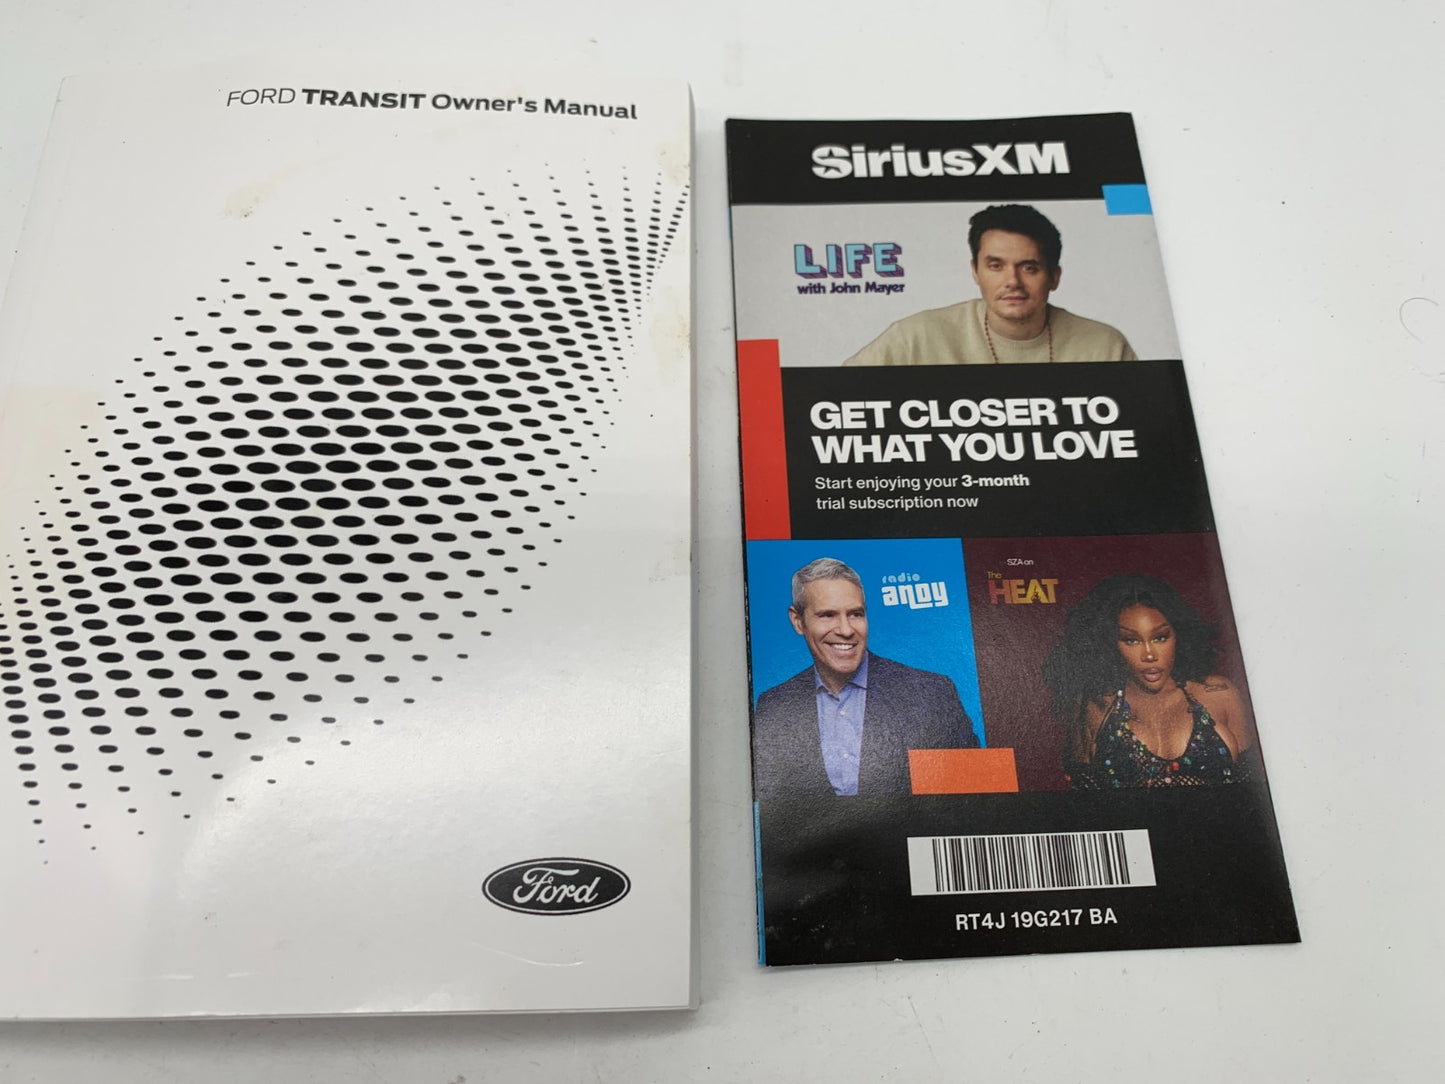 FORD TRANSIT Owner's Manual
Ford
SiriusXM
LIFE
with John Mayer
GET CLOSER TO
WHAT YOU LOVE
Start enjoying your 3-month
trial subscription now
radio
andy
SZA on
The
HEAT
RT4J 19G217 BA